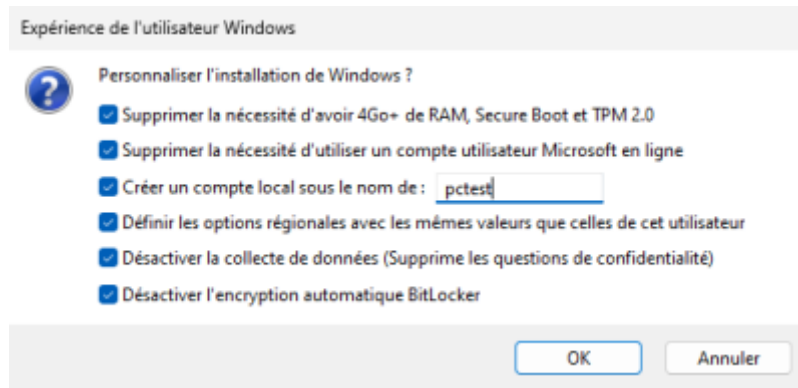 Expérience de l'utilisateur Windows
Personnaliser l'installation de Windows ?
Supprimer la nécessité d'avoir 4Go+ de RAM, Secure Boot et TPM 2.0
Supprimer la nécessité d'utiliser un compte utilisateur Microsoft en ligne
Créer un compte local sous le nom de : pctest
Définir les options régionales avec les mêmes valeurs que celles de cet utilisateur
Désactiver la collecte de données (Supprime les questions de confidentialité)
Désactiver l'encryption automatique BitLocker
OK Annuler